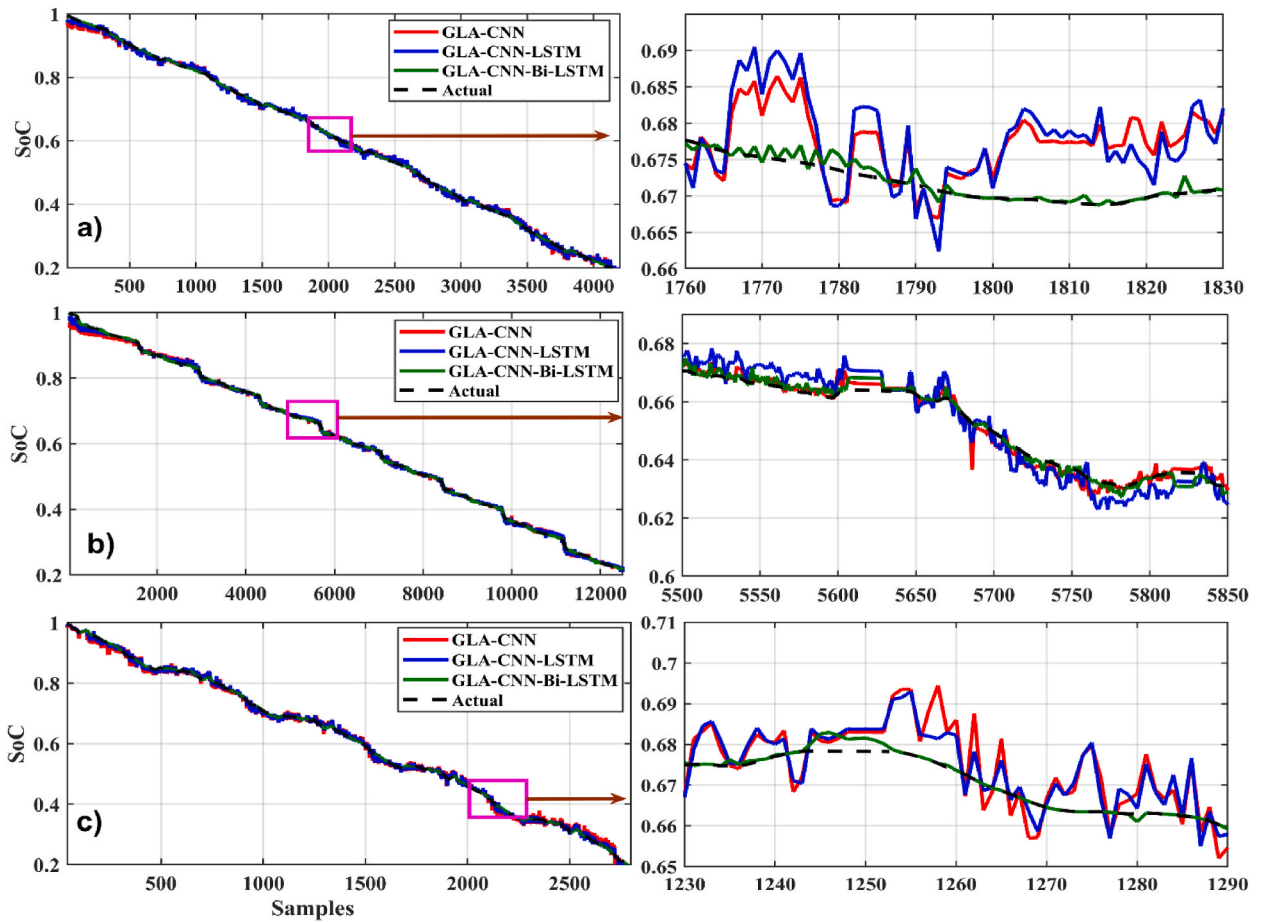 1
0.8
0.6
0.4
0.2
SoC
500 1000 1500 2000 2500 3000 3500 4000
GLA-CNN
GLA-CNN-LSTM
GLA-CNN-Bi-LSTM
Actual
a)
0.69
0.685
0.68
0.675
0.67
0.665
0.66
1760 1770 1780 1790 1800 1810 1820 1830
1
0.8
0.6
0.4
0.2
SoC
2000 4000 6000 8000 10000 12000
GLA-CNN
GLA-CNN-LSTM
GLA-CNN-Bi-LSTM
Actual
b)
0.68
0.66
0.64
0.62
0.6
5500 5550 5600 5650 5700 5750 5800 5850
1
0.8
0.6
0.4
0.2
SoC
500 1000 1500 2000 2500
Samples
GLA-CNN
GLA-CNN-LSTM
GLA-CNN-Bi-LSTM
Actual
c)
0.71
0.7
0.69
0.68
0.67
0.66
0.65
1230 1240 1250 1260 1270 1280 1290